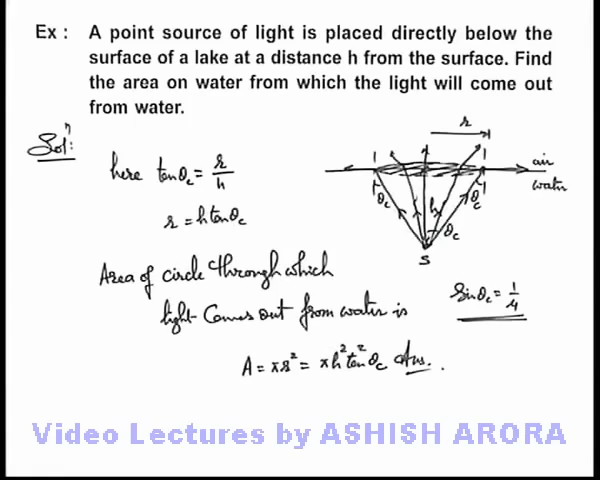 Ex : A point source of light is placed directly below the
surface of a lake at a distance h from the surface. Find
the area on water from which the light will come out
from water.
Solⁿ:
here tanθc = r/h
r = h tanθc
Area of circle through which
light comes out from water is
A = πr² = πh² tan²θc Ans.
r
air
water
θc
h
θc
θc
S
sinθc = 1/μ
Video Lectures by ASHISH ARORA